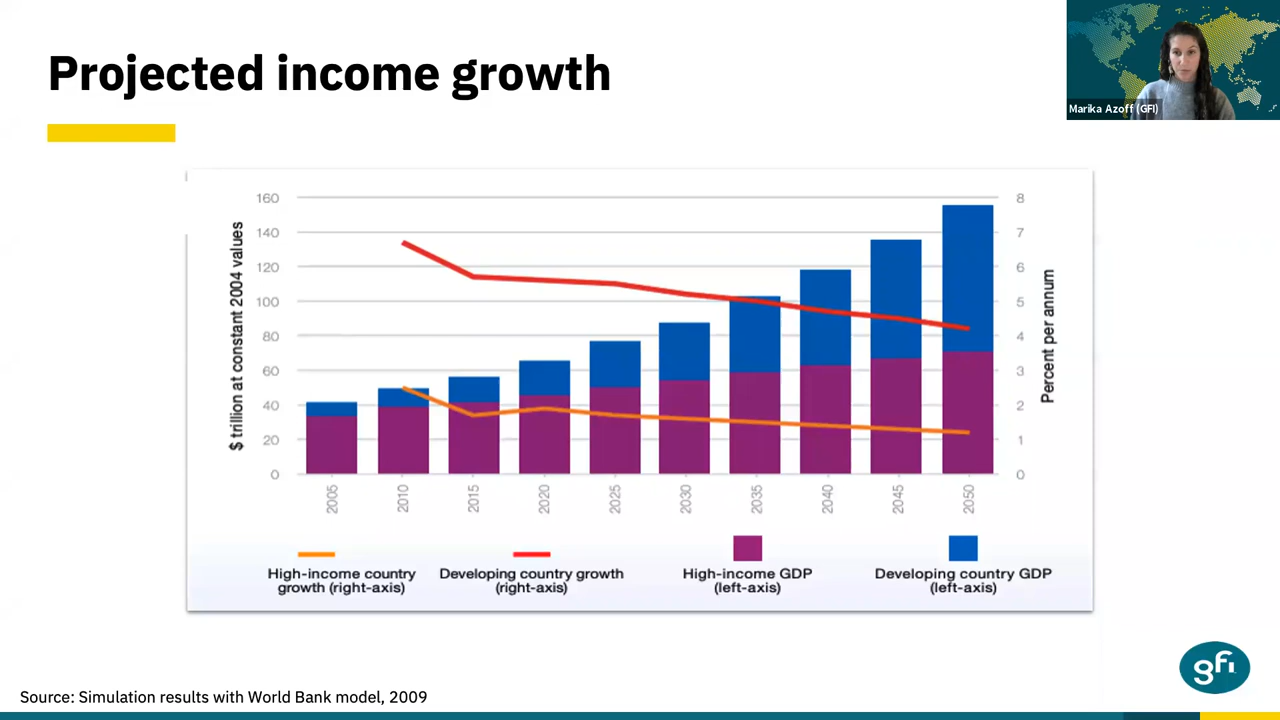 Projected income growth
Marika Azoff (GFI)
$ trillion at constant 2004 values
160
140
120
100
80
60
40
20
0
8
7
6
5
4
3
2
1
0
Percent per annum
2005
2010
2015
2020
2025
2030
2035
2040
2045
2050
High-income country
growth (right-axis)
Developing country growth
(right-axis)
High-income GDP
(left-axis)
Developing country GDP
(left-axis)
gfi
Source: Simulation results with World Bank model, 2009